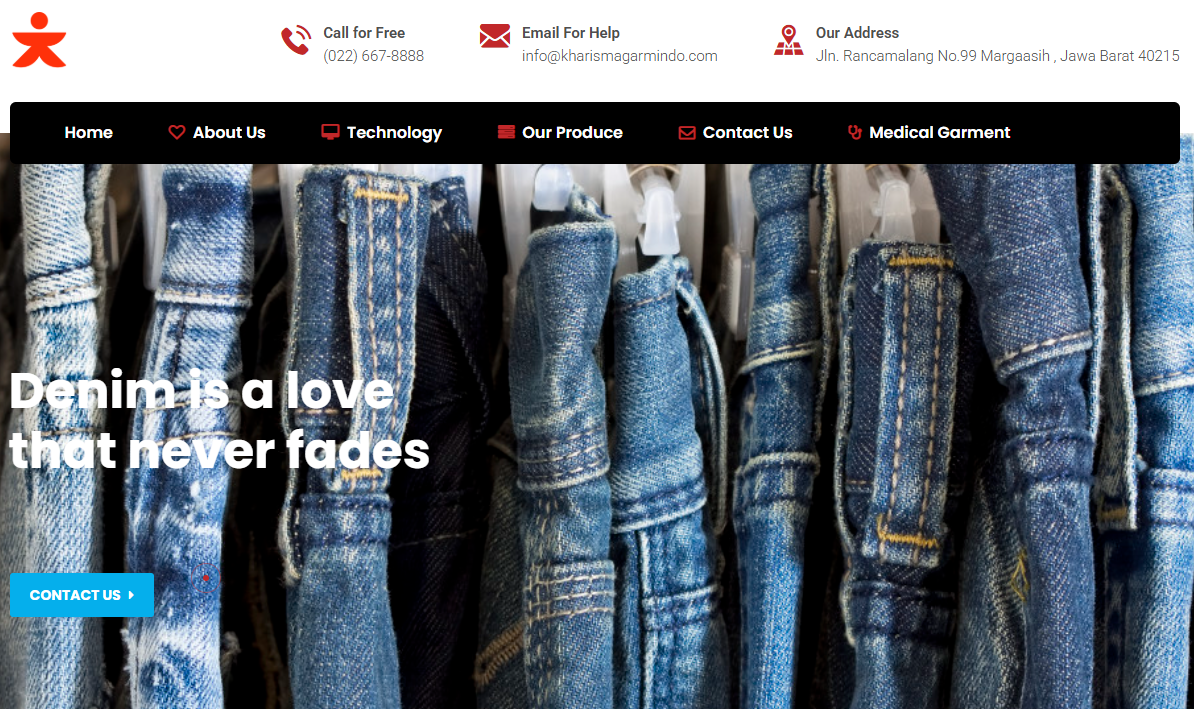 Call for Free
(022) 667-8888
Email For Help
info@kharismagarmindo.com
Our Address
Jln. Rancamalang No.99 Margaasih , Jawa Barat 40215
Home
About Us
Technology
Our Produce
Contact Us
Medical Garment
Denim is a love
that never fades
CONTACT US